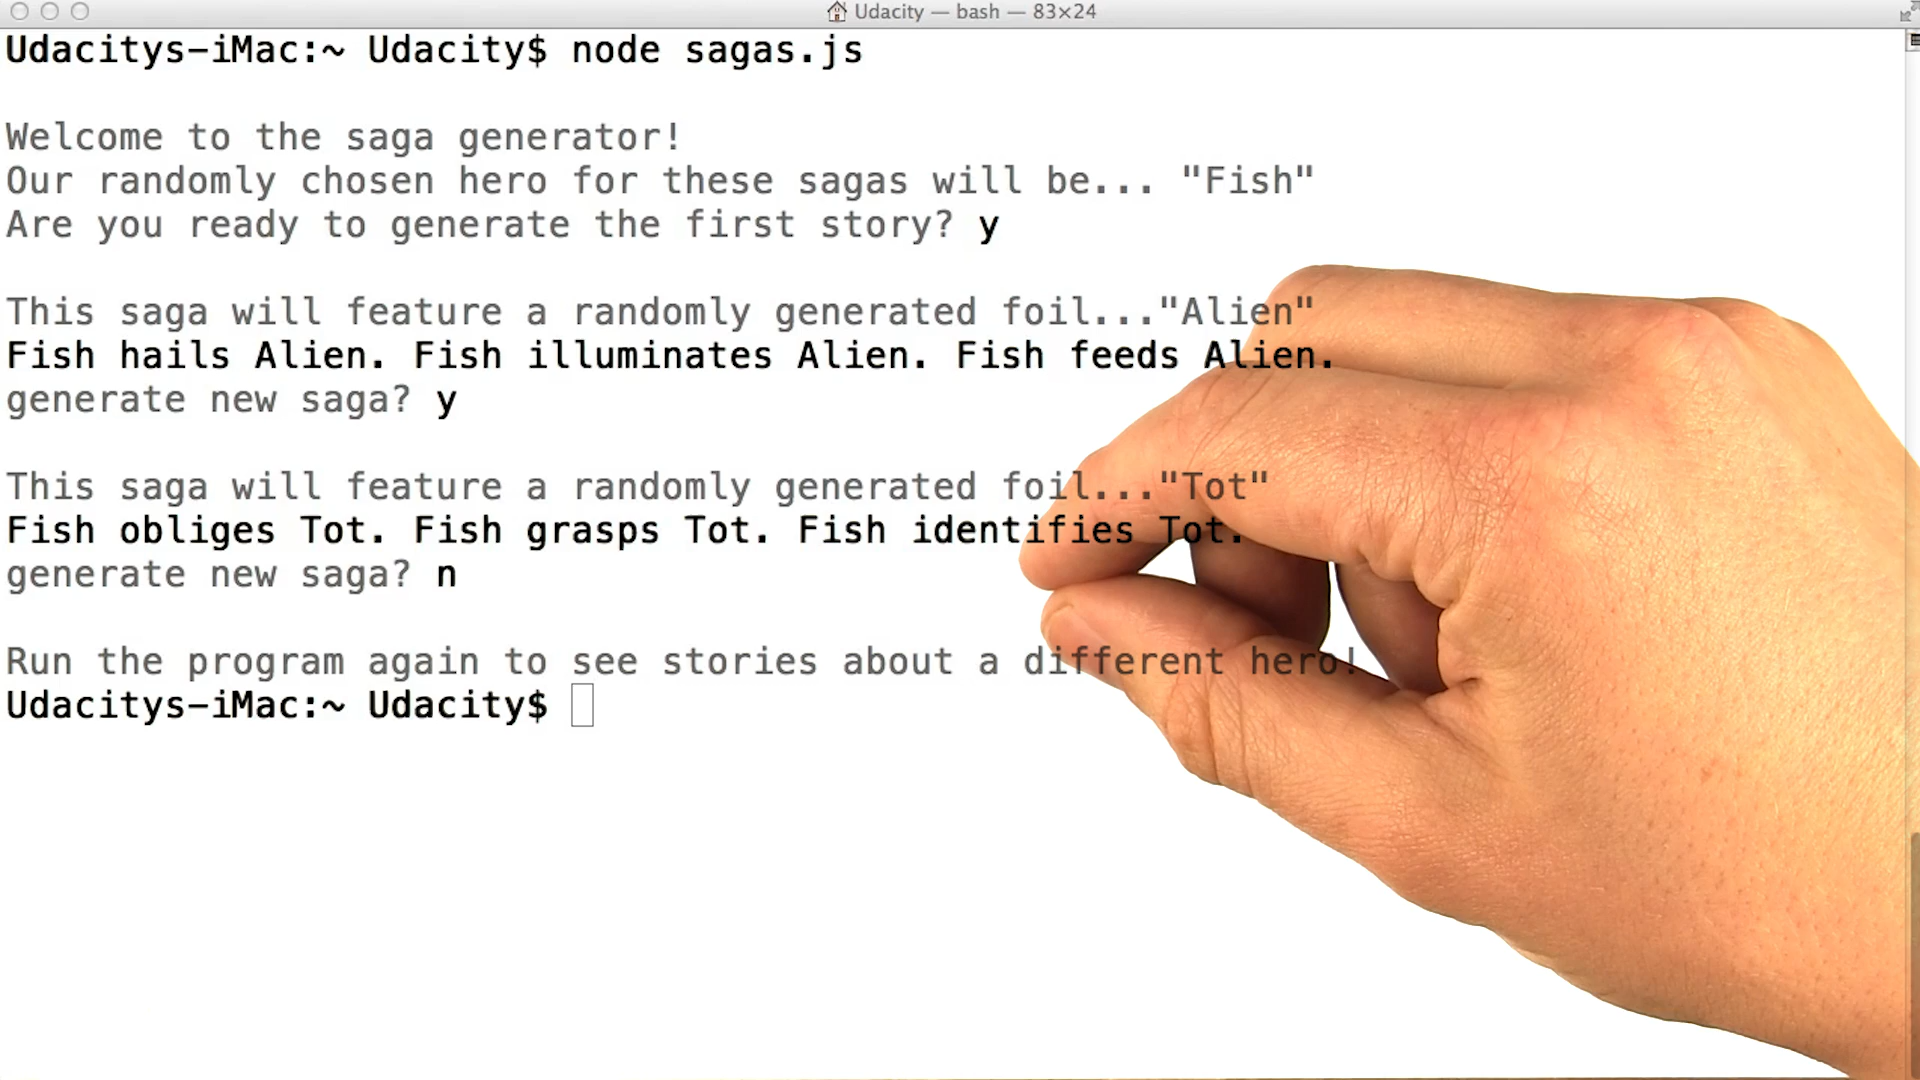 Udacity — bash — 83×24
Udacitys-iMac:~ Udacity$ node sagas.js
Welcome to the saga generator!
Our randomly chosen hero for these sagas will be... "Fish"
Are you ready to generate the first story? y
This saga will feature a randomly generated foil..."Alien"
Fish hails Alien. Fish illuminates Alien. Fish feeds Alien.
generate new saga? y
This saga will feature a randomly generated foil..."Tot"
Fish obliges Tot. Fish grasps Tot. Fish identifies Tot.
generate new saga? n
Run the program again to see stories about a different hero!
Udacitys-iMac:~ Udacity$